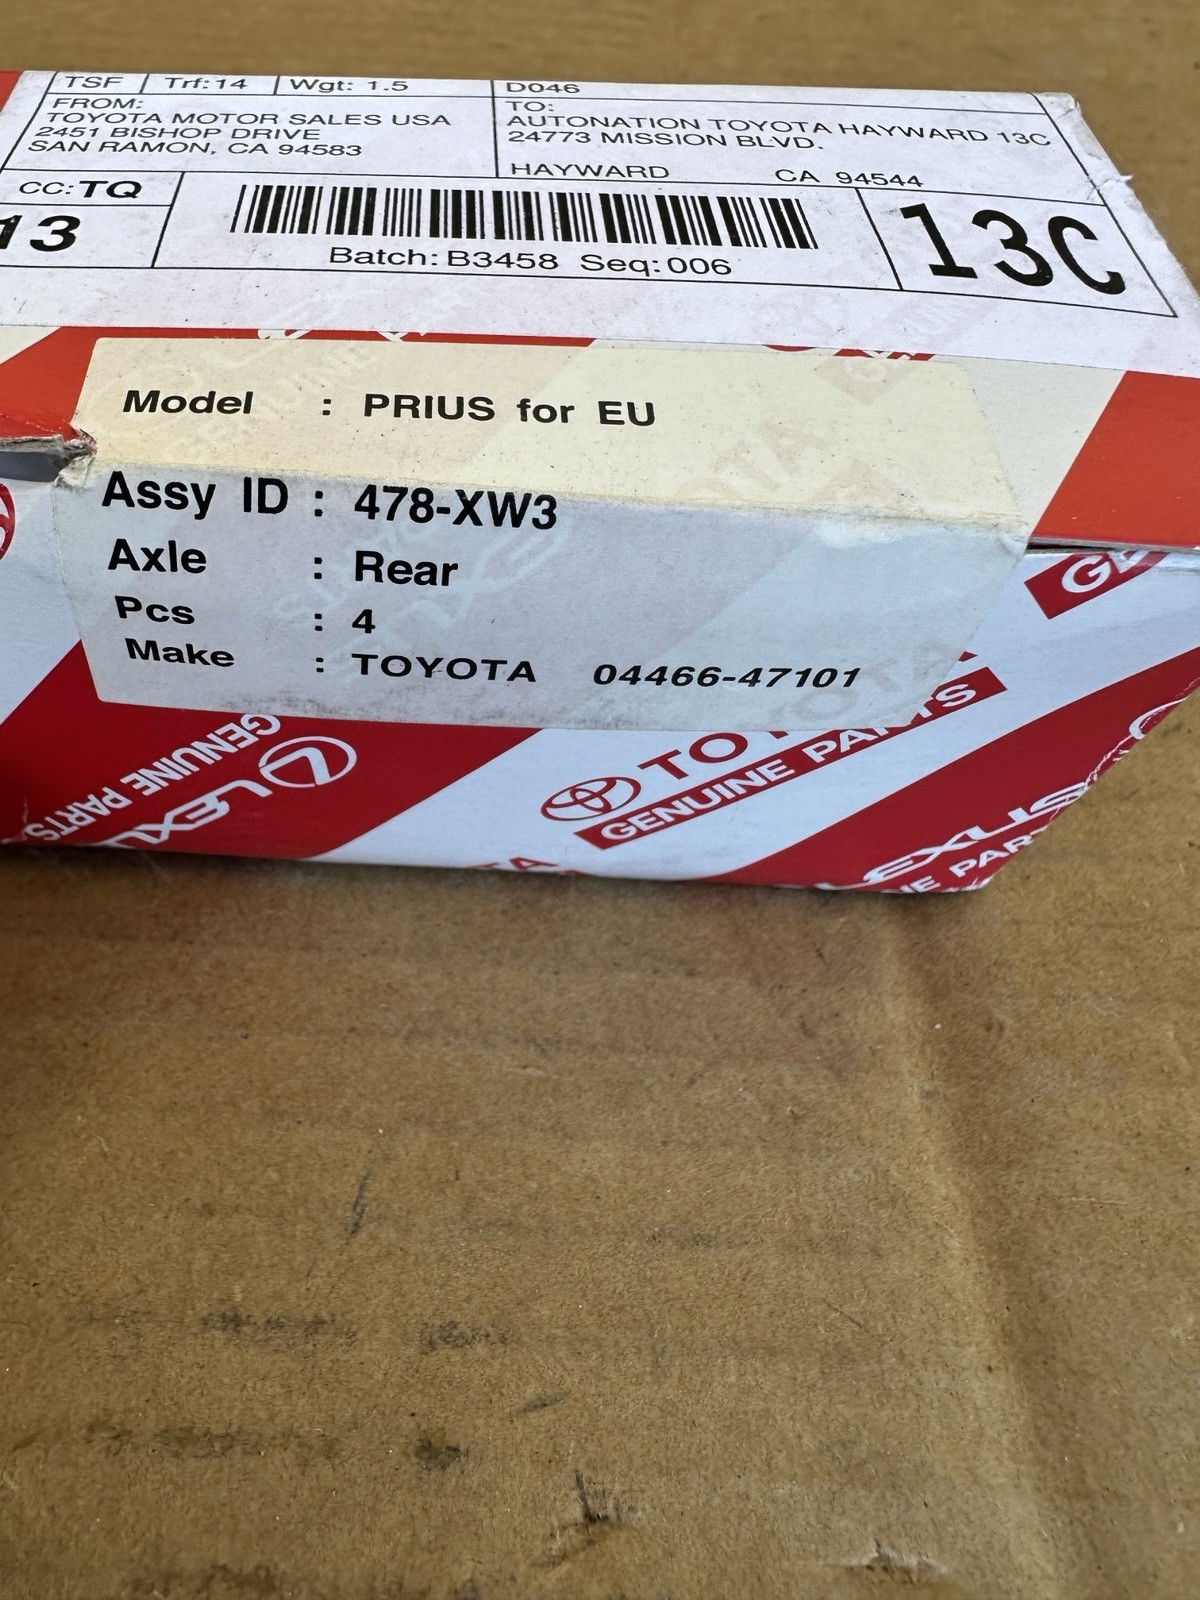 TSF Trf:14 Wgt: 1.5 D046
FROM:
TOYOTA MOTOR SALES USA
2451 BISHOP DRIVE
SAN RAMON, CA 94583
TO:
AUTONATION TOYOTA HAYWARD 13C
24773 MISSION BLVD.
HAYWARD CA 94544
CC: TQ
13
Batch: B3458 Seq: 006
13C
Model : PRIUS for EU
Assy ID : 478-XW3
Axle : Rear
Pcs : 4
Make : TOYOTA 04466-47101
LEXUS
GENUINE PARTS
TOYOTA
GENUINE PARTS
LEXUS